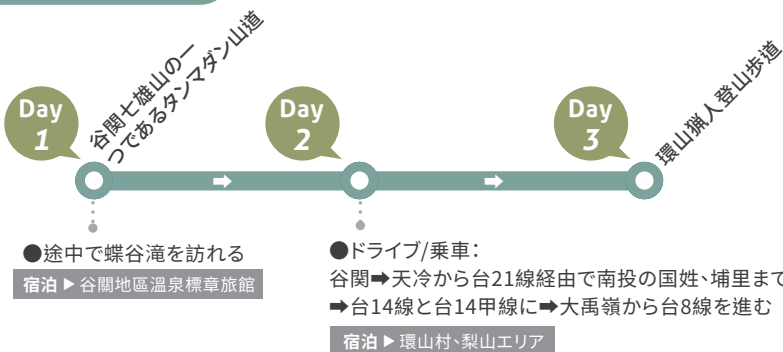 Day
1
谷関七雄山の一
つであるタンマダン山道
Day
2
Day
3
環山猟人登山歩道
●途中で蝶谷滝を訪れる
宿泊▶谷關地區溫泉標章旅館
●ドライブ/乗車：
谷関➡天冷から台21線経由で南投の国姓、埔里まで
➡台14線と台14甲線に➡大禹嶺から台8線を進む
宿泊▶環山村、梨山エリア